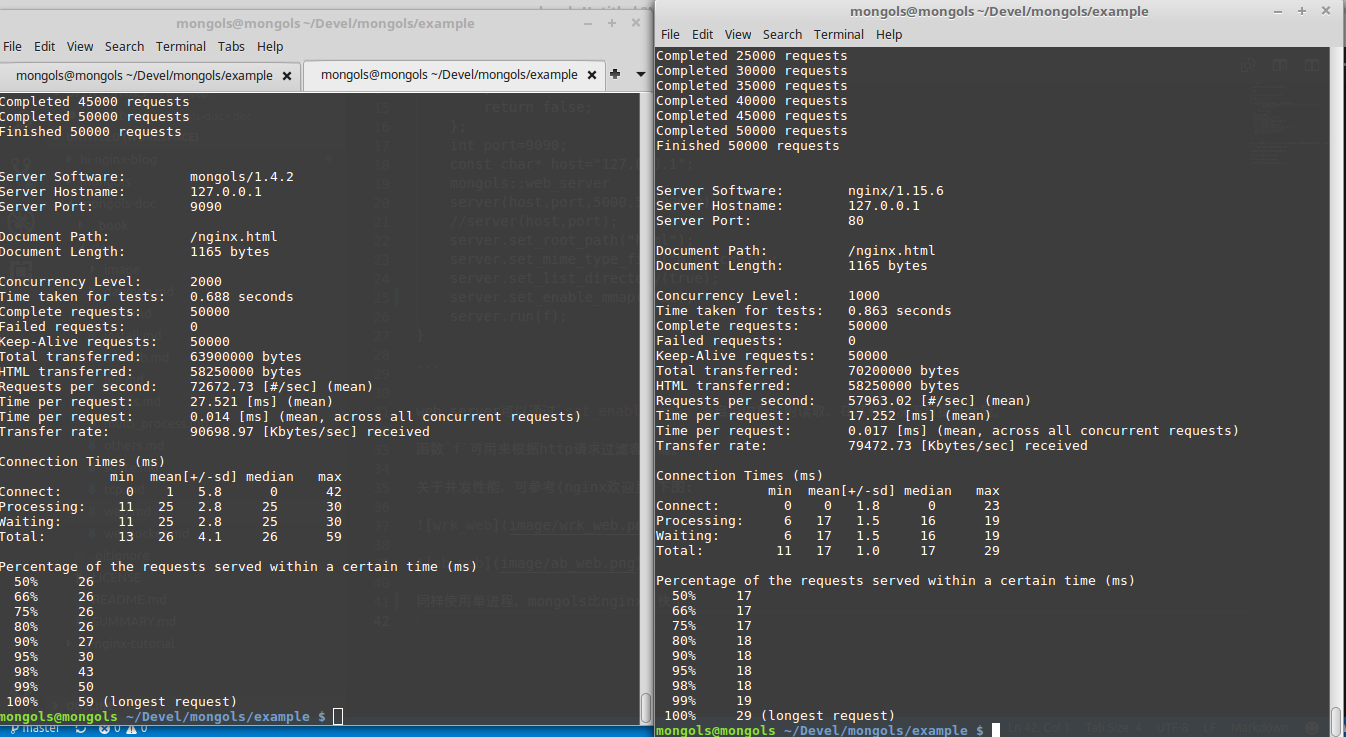 mongols@mongols ~/Devel/mongols/example
File Edit View Search Terminal Tabs Help
mongols@mongols ~/Devel/mongols/example
mongols@mongols ~/Devel/mongols/example
Completed 45000 requests
Completed 50000 requests
Finished 50000 requests
Server Software: mongols/1.4.2
Server Hostname: 127.0.0.1
Server Port: 9090
Document Path: /nginx.html
Document Length: 1165 bytes
Concurrency Level: 2000
Time taken for tests: 0.688 seconds
Complete requests: 50000
Failed requests: 0
Keep-Alive requests: 50000
Total transferred: 63900000 bytes
HTML transferred: 58250000 bytes
Requests per second: 72672.73 [#/sec] (mean)
Time per request: 27.521 [ms] (mean)
Time per request: 0.014 [ms] (mean, across all concurrent requests)
Transfer rate: 90698.97 [Kbytes/sec] received
Connection Times (ms)
min mean[+/-sd] median max
Connect: 0 1 5.8 0 42
Processing: 11 25 2.8 25 30
Waiting: 11 25 2.8 25 30
Total: 13 26 4.1 26 59
Percentage of the requests served within a certain time (ms)
50% 26
66% 26
75% 26
80% 26
90% 27
95% 30
98% 43
99% 50
100% 59 (longest request)
mongols@mongols ~/Devel/mongols/example $
master 0 0
mongols@mongols ~/Devel/mongols/example
File Edit View Search Terminal Help
Completed 25000 requests
Completed 30000 requests
Completed 35000 requests
Completed 40000 requests
Completed 45000 requests
Completed 50000 requests
Finished 50000 requests
Server Software: nginx/1.15.6
Server Hostname: 127.0.0.1
Server Port: 80
Document Path: /nginx.html
Document Length: 1165 bytes
Concurrency Level: 1000
Time taken for tests: 0.863 seconds
Complete requests: 50000
Failed requests: 0
Keep-Alive requests: 50000
Total transferred: 70200000 bytes
HTML transferred: 58250000 bytes
Requests per second: 57963.02 [#/sec] (mean)
Time per request: 17.252 [ms] (mean)
Time per request: 0.017 [ms] (mean, across all concurrent requests)
Transfer rate: 79472.73 [Kbytes/sec] received
Connection Times (ms)
min mean[+/-sd] median max
Connect: 0 0 1.8 0 23
Processing: 6 17 1.5 16 19
Waiting: 6 17 1.5 16 19
Total: 11 17 1.0 17 29
Percentage of the requests served within a certain time (ms)
50% 17
66% 17
75% 17
80% 18
90% 18
95% 18
98% 18
99% 19
100% 29 (longest request)
mongols@mongols ~/Devel/mongols/example $